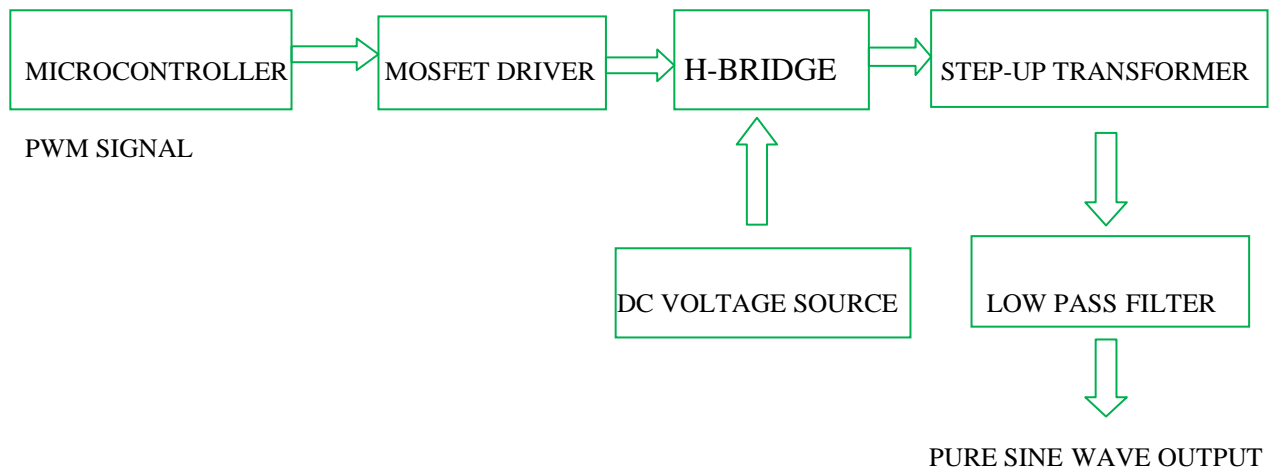 MICROCONTROLLER
MOSFET DRIVER
H-BRIDGE
STEP-UP TRANSFORMER
PWM SIGNAL
DC VOLTAGE SOURCE
LOW PASS FILTER
PURE SINE WAVE OUTPUT